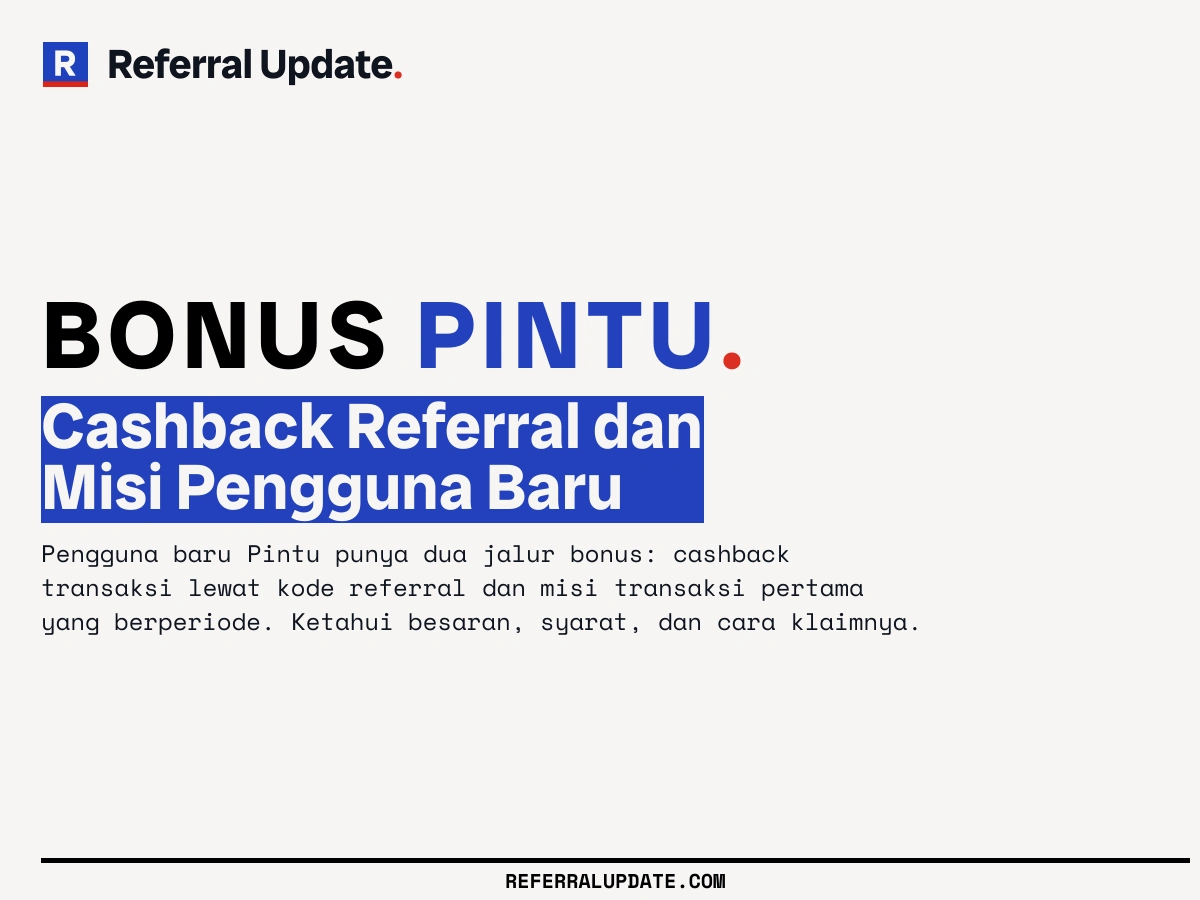 R Referral Update.
BONUS PINTU.
Cashback Referral dan
Misi Pengguna Baru
Pengguna baru Pintu punya dua jalur bonus: cashback
transaksi lewat kode referral dan misi transaksi pertama
yang berperiode. Ketahui besaran, syarat, dan cara klaimnya.
REFERRALUPDATE.COM